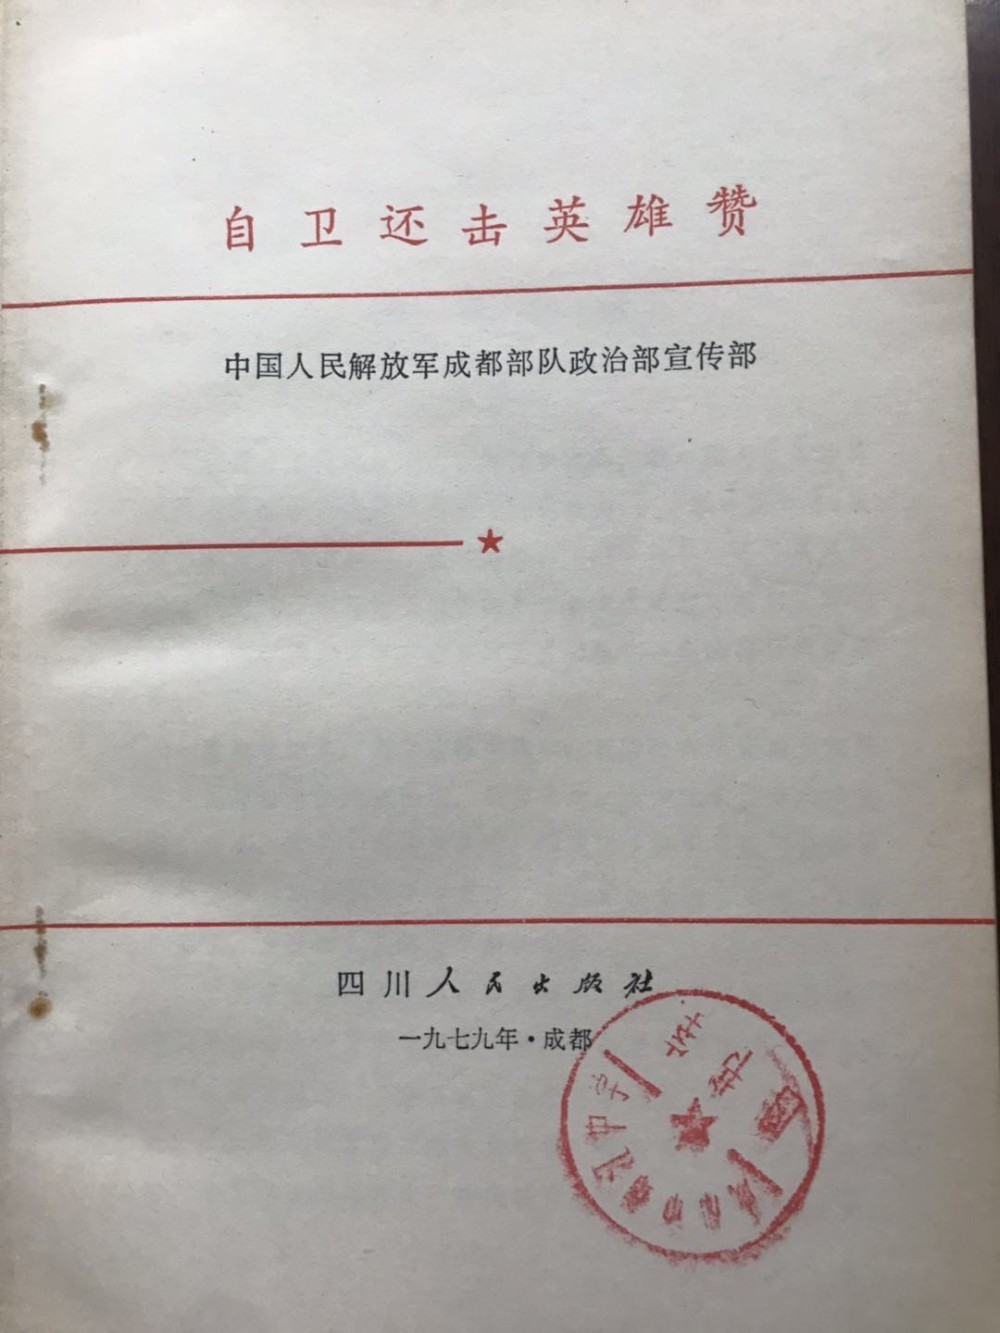 自卫还击英雄赞
中国人民解放军成都部队政治部宣传部
四川人民出版社
一九七九年·成都
中学